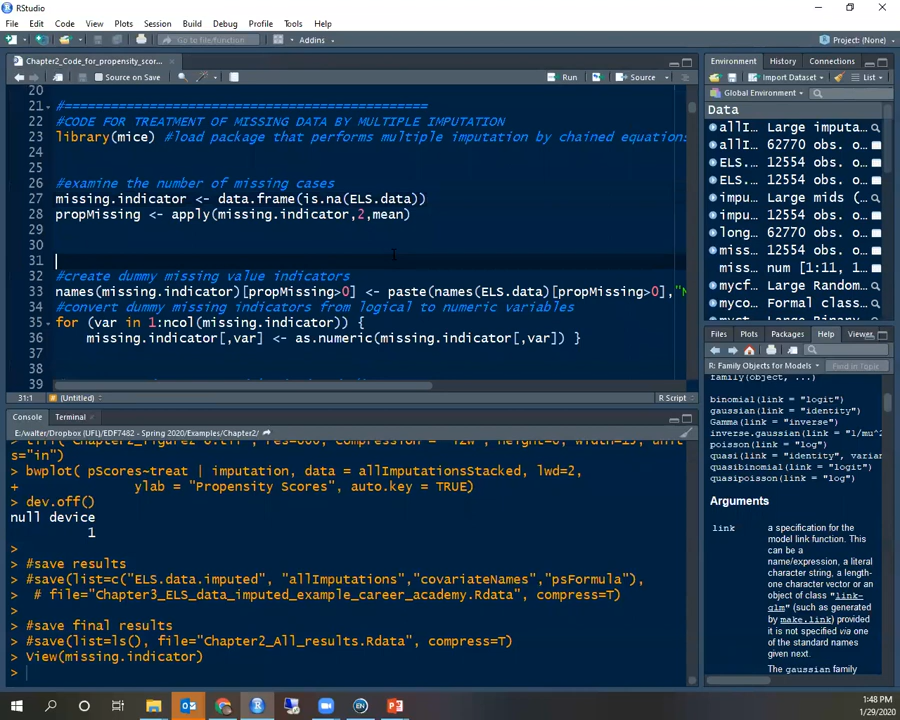 RStudio
File Edit Code View Plots Session Build Debug Profile Tools Help
Go to file/function Addins Project: (None)
Chapter2_Code_for_propensity_scor...
Source on Save Run Source
20
21 #===============================================
22 #CODE FOR TREATMENT OF MISSING DATA BY MULTIPLE IMPUTATION
23 library(mice) #load package that performs multiple imputation by chained equations
24
25
26 #examine the number of missing cases
27 missing.indicator <- data.frame(is.na(ELS.data))
28 propMissing <- apply(missing.indicator,2,mean)
29
30
31
32 #create dummy missing value indicators
33 names(missing.indicator)[propMissing>0] <- paste(names(ELS.data)[propMissing>0],"
34 #convert dummy missing indicators from logical to numeric variables
35 for (var in 1:ncol(missing.indicator)) {
36 missing.indicator[,var] <- as.numeric(missing.indicator[,var]) }
37
38
39
31:1 (Untitled) R Script
Console Terminal
E:/walter/Dropbox (UFL)/EDF7482 - Spring 2020/Examples/Chapter2/
s="in")
> bwplot( pScores~treat | imputation, data = allImputationsStacked, lwd=2,
+ ylab = "Propensity Scores", auto.key = TRUE)
> dev.off()
null device
1
>
> #save results
> #save(list=c("ELS.data.imputed", "allImputations","covariateNames","psFormula"),
> # file="Chapter3_ELS_data_imputed_example_career_academy.Rdata", compress=T)
>
> #save final results
> #save(list=ls(), file="Chapter2_All_results.Rdata", compress=T)
> View(missing.indicator)
>
Environment History Connections
Import Dataset List
Global Environment
Data
allI... Large imputa...
allI... 62770 obs. o...
ELS... 12554 obs. o...
ELS... 12554 obs. o...
impu... Large mids (...
impu... 12554 obs. o...
long... 62770 obs. o...
miss... 12554 obs. o...
miss... num [1:11, 1...
mycf... Large Random...
myco... Formal class...
Files Plots Packages Help Viewer
R: Family Objects for Models Find in Topic
family(object, ...)
binomial(link = "logit")
gaussian(link = "identity")
Gamma(link = "inverse")
inverse.gaussian(link = "1/mu^2
poisson(link = "log")
quasi(link = "identity", varian
quasibinomial(link = "logit")
quasipoisson(link = "log")
Arguments
link a specification for the
model link function. This
can be a
name/expression, a literal
character string, a length-
one character vector or an
object of class "link-
glm" (such as generated
by make.link) provided
it is not specified via one
of the standard names
given next.
The gaussian family
1:48 PM
1/29/2020